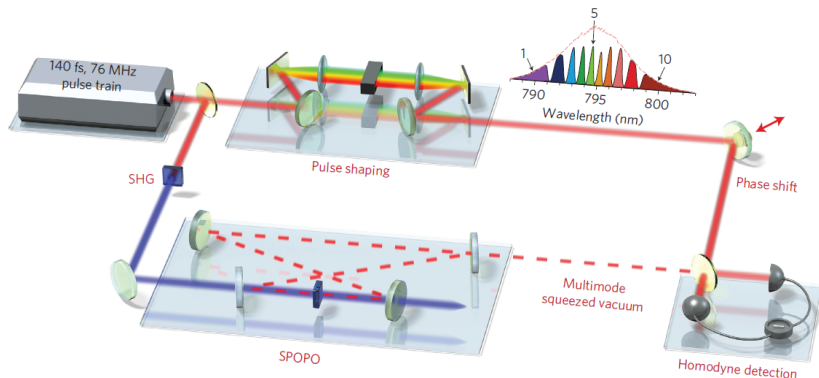 140 fs, 76 MHz
pulse train
SHG
Pulse shaping
1
5
10
790
795
800
Wavelength (nm)
Phase shift
Multimode
squeezed vacuum
SPOPO
Homodyne detection